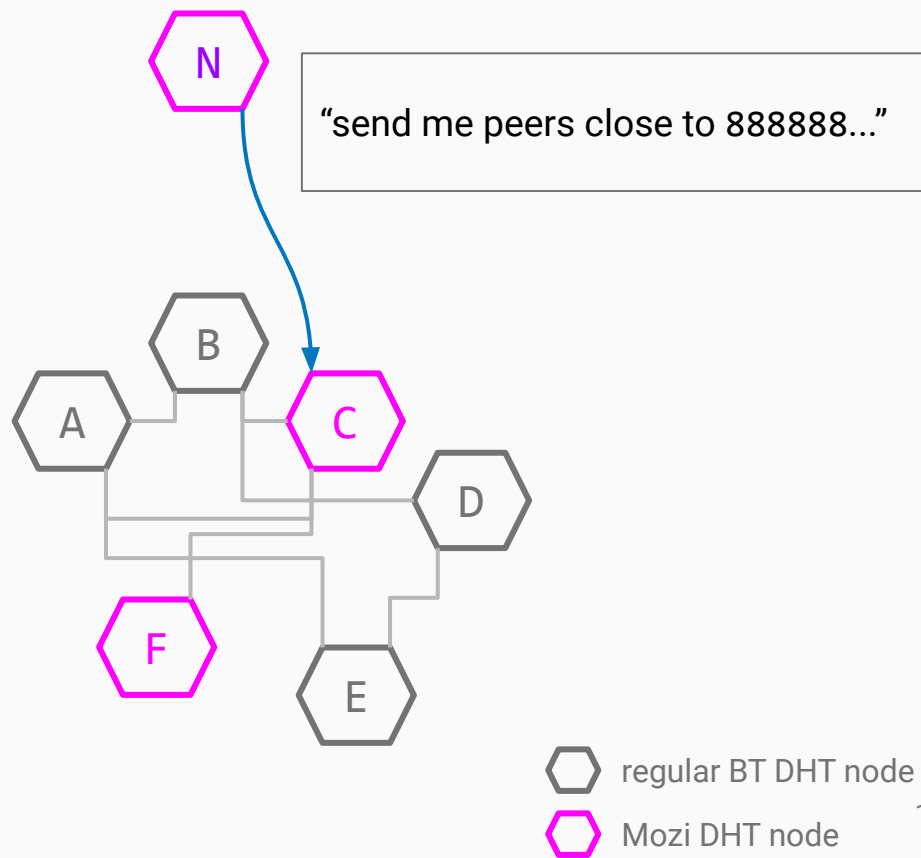 N
“send me peers close to 888888...”
B
A
C
D
F
E
regular BT DHT node
Mozi DHT node